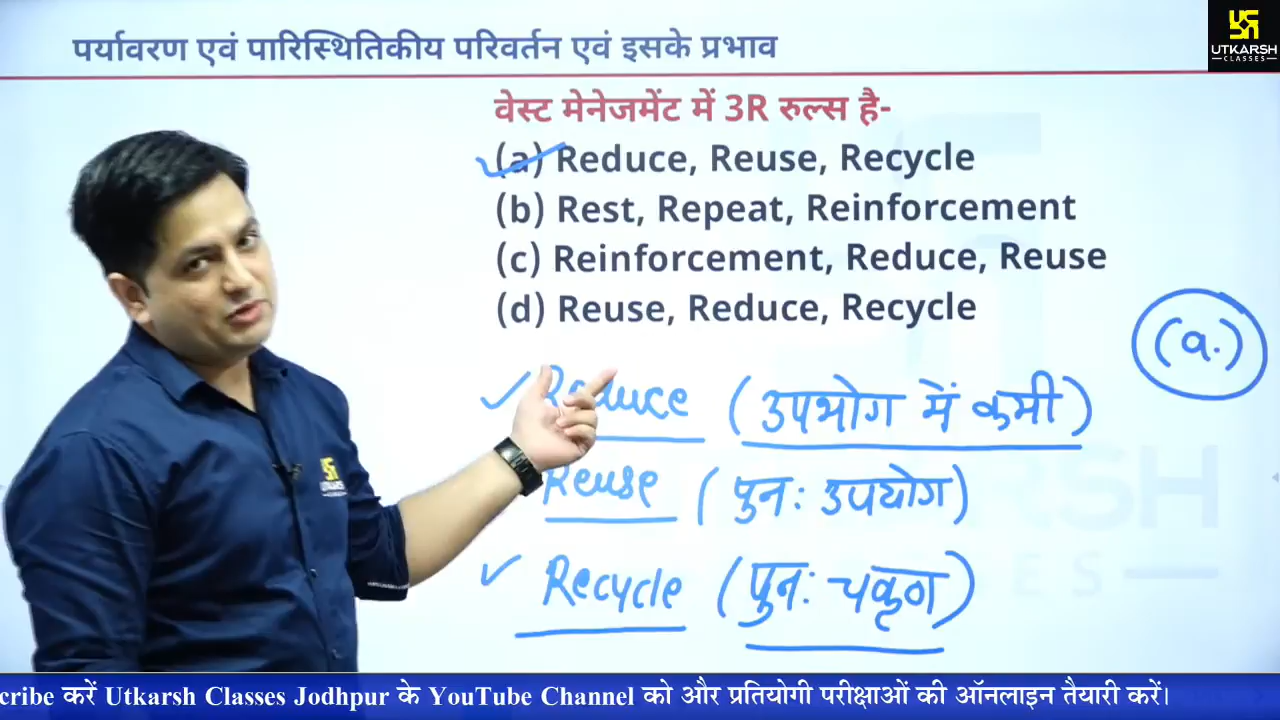 पर्यावरण एवं पारिस्थितिकीय परिवर्तन एवं इसके प्रभाव
UTKARSH
CLASSES
वेस्ट मेनेजमेंट में 3R रुल्स है-
(a) Reduce, Reuse, Recycle
(b) Rest, Repeat, Reinforcement
(c) Reinforcement, Reduce, Reuse
(d) Reuse, Reduce, Recycle
(a.)
Reduce (उपभोग में कमी)
Reuse (पुनः उपयोग)
Recycle (पुनः चक्रण)
UTKARSH
cribe करें Utkarsh Classes Jodhpur के YouTube Channel को और प्रतियोगी परीक्षाओं की ऑनलाइन तैयारी करें।